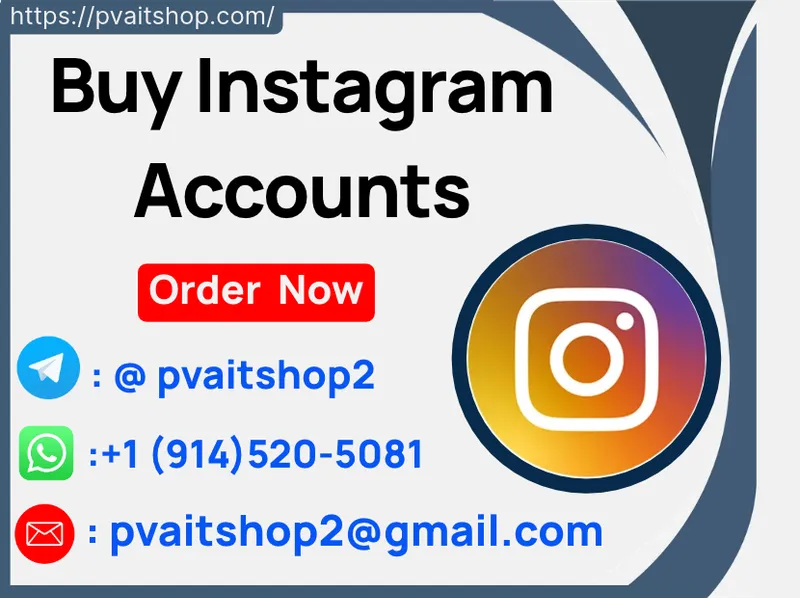 https://pvaitshop.com/
Buy Instagram
Accounts
Order Now
: @ pvaitshop2
:+1 (914)520-5081
: pvaitshop2@gmail.com